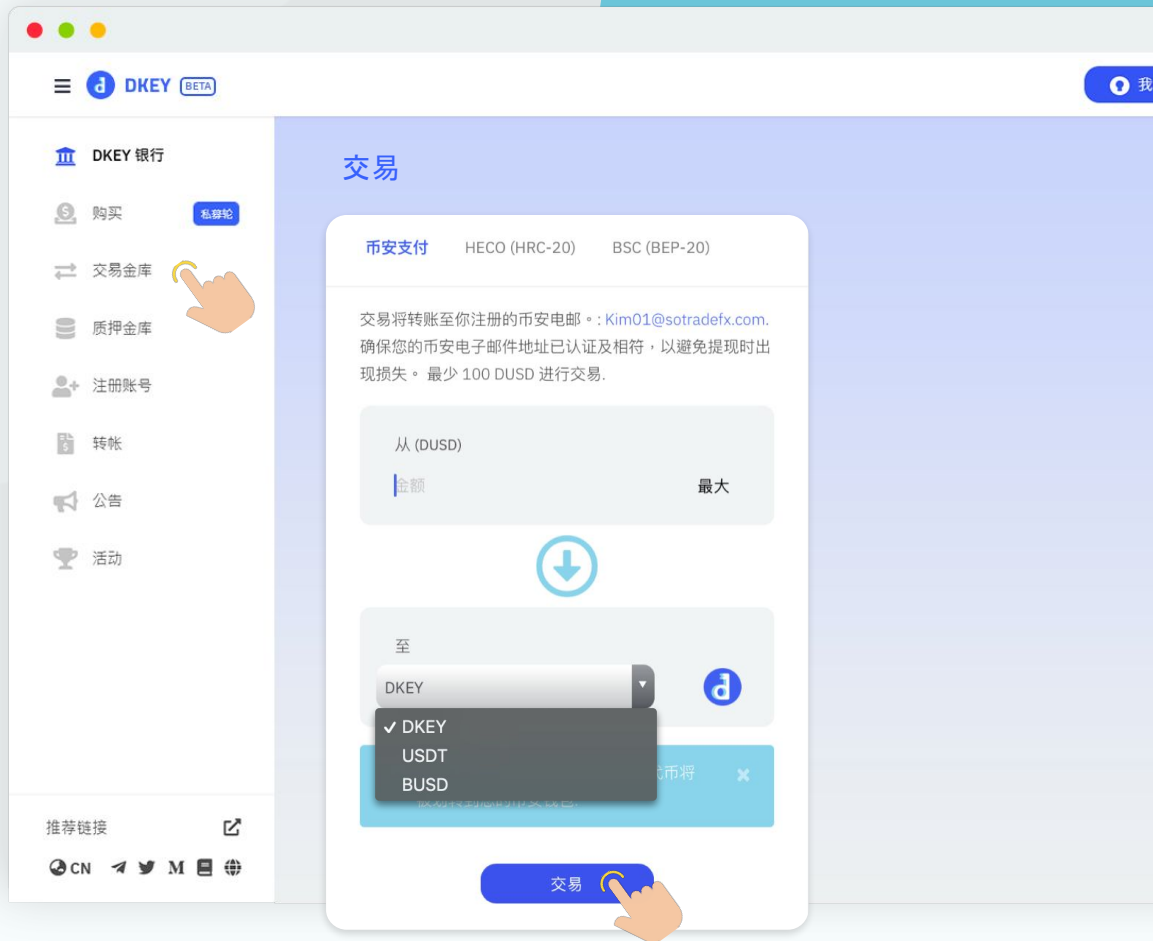 DKEY BETA
我
DKEY 银行
购买 私募轮
交易金库
质押金库
注册账号
转帐
公告
活动
推荐链接
CN
交易
币安支付 HECO (HRC-20) BSC (BEP-20)
交易将转账至你注册的币安电邮。: Kim01@sotradefx.com.
确保您的币安电子邮件地址已认证及相符，以避免提现时出
现损失。 最少 100 DUSD 进行交易.
从 (DUSD)
金额 最大
至
DKEY
✓ DKEY
USDT
BUSD
币将
交易